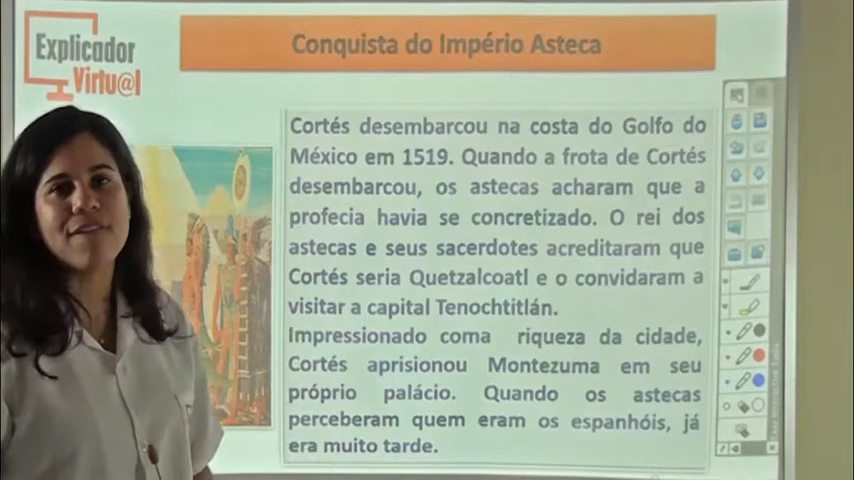 Explicador
Virtu@l
Conquista do Império Asteca
Cortés desembarcou na costa do Golfo do
México em 1519. Quando a frota de Cortés
desembarcou, os astecas acharam que a
profecia havia se concretizado. O rei dos
astecas e seus sacerdotes acreditaram que
Cortés seria Quetzalcoatl e o convidaram a
visitar a capital Tenochtitlán.
Impressionado coma riqueza da cidade,
Cortés aprisionou Montezuma em seu
próprio palácio. Quando os astecas
perceberam quem eram os espanhóis, já
era muito tarde.